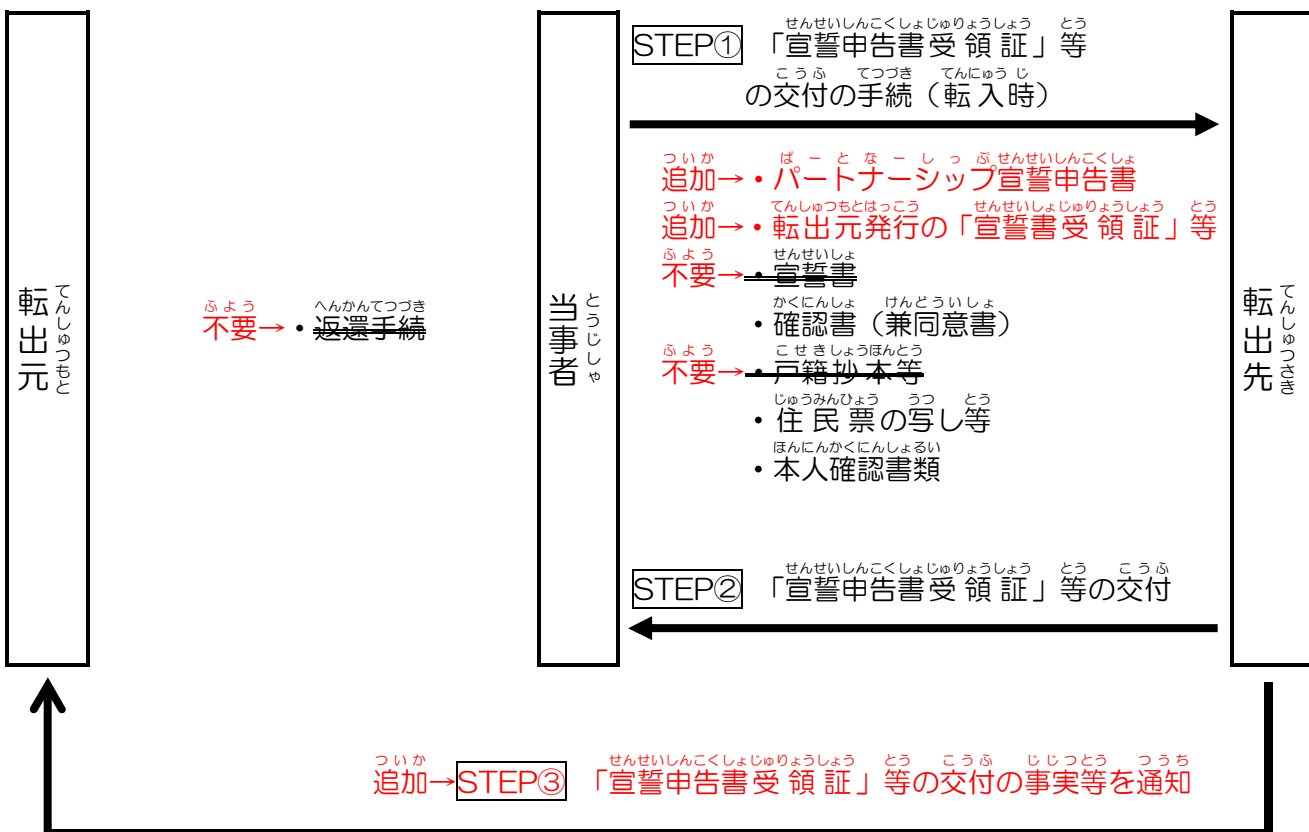 せんせいしんこくしょじゅりょうしょう とう
STEP① 「宣誓申告書受領証」等
こうふ てつづき てんにゅうじ
の交付の手続（転入時）
ついか ぱーとなーしっぷせんせいしんこくしょ
追加→・パートナーシップ宣誓申告書
ついか てんしゅつもとはっこう せんせいしょじゅりょうしょう とう
追加→・転出元発行の「宣誓書受領証」等
ふよう せんせいしょ
不要→・宣誓書
かくにんしょ けんどういしょ
・確認書（兼同意書）
ふよう こせきしょうほんとう
不要→・戸籍抄本等
じゅうみんひょう うつ とう
・住民票の写し等
ほんにんかくにんしょるい
・本人確認書類
転出元
てんしゅつもと
ふよう へんかんてつづき
不要→・返還手続
当事者
とうじしゃ
転出先
てんしゅつさき
せんせいしんこくしょじゅりょうしょう とう こうふ
STEP② 「宣誓申告書受領証」等の交付
ついか せんせいしんこくしょじゅりょうしょう とう こうふ じじつとう つうち
追加→STEP③ 「宣誓申告書受領証」等の交付の事実等を通知